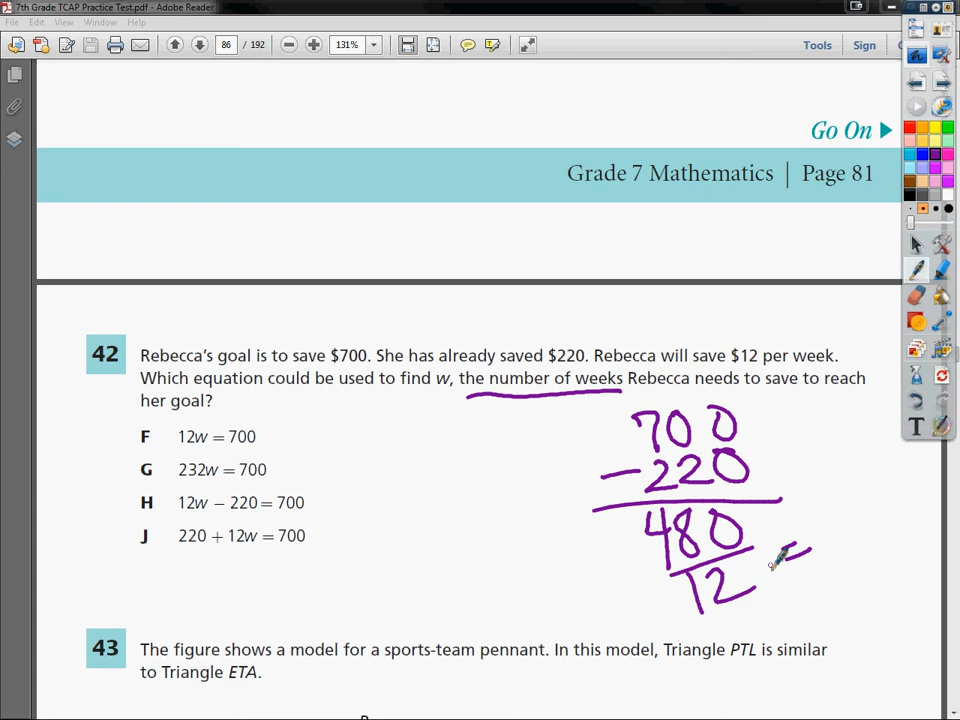 7th Grade TCAP Practice Test.pdf - Adobe Reader
File Edit View Window Help
86 / 192 131% Tools Sign
Go On
Grade 7 Mathematics | Page 81
42 Rebecca's goal is to save $700. She has already saved $220. Rebecca will save $12 per week.
Which equation could be used to find w, the number of weeks Rebecca needs to save to reach
her goal?
F 12w = 700
G 232w = 700
H 12w − 220 = 700
J 220 + 12w = 700
700
−220
480
12 =
43 The figure shows a model for a sports-team pennant. In this model, Triangle PTL is similar
to Triangle ETA.
T